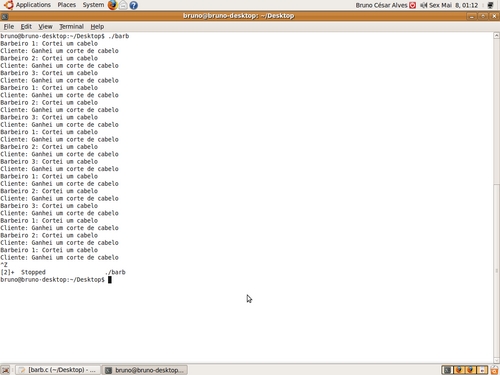 Applications Places System Bruno César Alves Sex Mai 8, 01:12
bruno@bruno-desktop: ~/Desktop
File Edit View Terminal Help
bruno@bruno-desktop:~/Desktop$ ./barb
Barbeiro 1: Cortei um cabelo
Cliente: Ganhei um corte de cabelo
Barbeiro 2: Cortei um cabelo
Cliente: Ganhei um corte de cabelo
Barbeiro 3: Cortei um cabelo
Cliente: Ganhei um corte de cabelo
Barbeiro 1: Cortei um cabelo
Cliente: Ganhei um corte de cabelo
Barbeiro 2: Cortei um cabelo
Cliente: Ganhei um corte de cabelo
Barbeiro 3: Cortei um cabelo
Cliente: Ganhei um corte de cabelo
Barbeiro 1: Cortei um cabelo
Cliente: Ganhei um corte de cabelo
Barbeiro 2: Cortei um cabelo
Cliente: Ganhei um corte de cabelo
Barbeiro 3: Cortei um cabelo
Cliente: Ganhei um corte de cabelo
Barbeiro 1: Cortei um cabelo
Cliente: Ganhei um corte de cabelo
Barbeiro 2: Cortei um cabelo
Cliente: Ganhei um corte de cabelo
Barbeiro 3: Cortei um cabelo
Cliente: Ganhei um corte de cabelo
Barbeiro 1: Cortei um cabelo
Cliente: Ganhei um corte de cabelo
Barbeiro 2: Cortei um cabelo
Cliente: Ganhei um corte de cabelo
Barbeiro 1: Cortei um cabelo
Cliente: Ganhei um corte de cabelo
^Z
[2]+ Stopped ./barb
bruno@bruno-desktop:~/Desktop$
[barb.c (~/Desktop) - ... bruno@bruno-desktop...